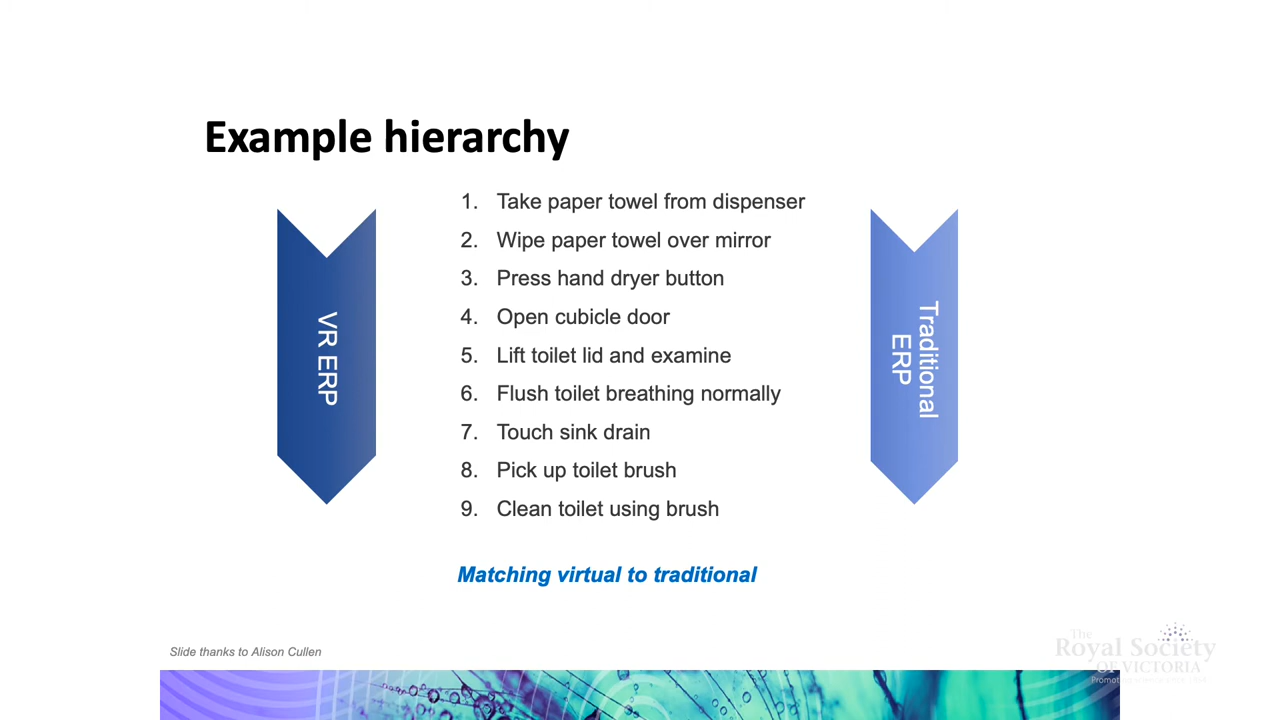 Example hierarchy
1. Take paper towel from dispenser
2. Wipe paper towel over mirror
3. Press hand dryer button
4. Open cubicle door
5. Lift toilet lid and examine
6. Flush toilet breathing normally
7. Touch sink drain
8. Pick up toilet brush
9. Clean toilet using brush
VR ERP
Traditional
ERP
Matching virtual to traditional
Slide thanks to Alison Cullen
The
Royal Society
OF VICTORIA